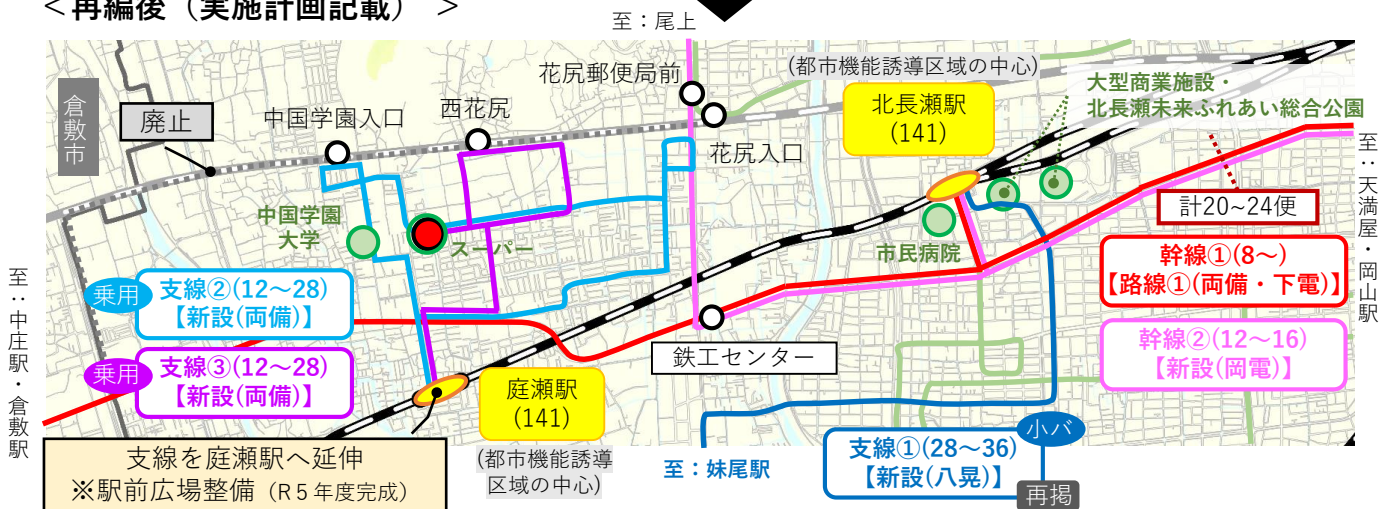 ＜再編後（実施計画記載）＞
至：尾上
倉敷市
廃止
中国学園入口
西花尻
花尻郵便局前
花尻入口
(都市機能誘導区域の中心)
北長瀬駅
(141)
大型商業施設・
北長瀬未来ふれあい総合公園
至：天満屋・岡山駅
計20~24便
中国学園
大学
スーパー
市民病院
幹線①(8～)
【路線①(両備・下電)】
幹線②(12～16)
【新設(岡電)】
至：中庄駅・倉敷駅
乗用
支線②(12～28)
【新設(両備)】
乗用
支線③(12～28)
【新設(両備)】
鉄工センター
庭瀬駅
(141)
(都市機能誘導
区域の中心)
支線を庭瀬駅へ延伸
※駅前広場整備（R５年度完成）
至：妹尾駅
小バ
支線①(28～36)
【新設(八晃)】
再掲